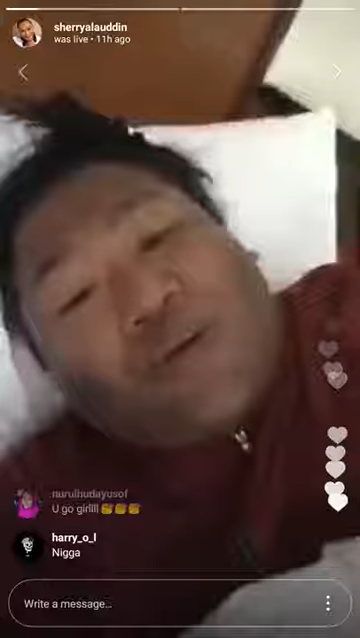 sherryalauddin
was live • 11h ago
nurulhudayusof
U go girllll 👏👏👏
harry_o_l
Nigga
Write a message...